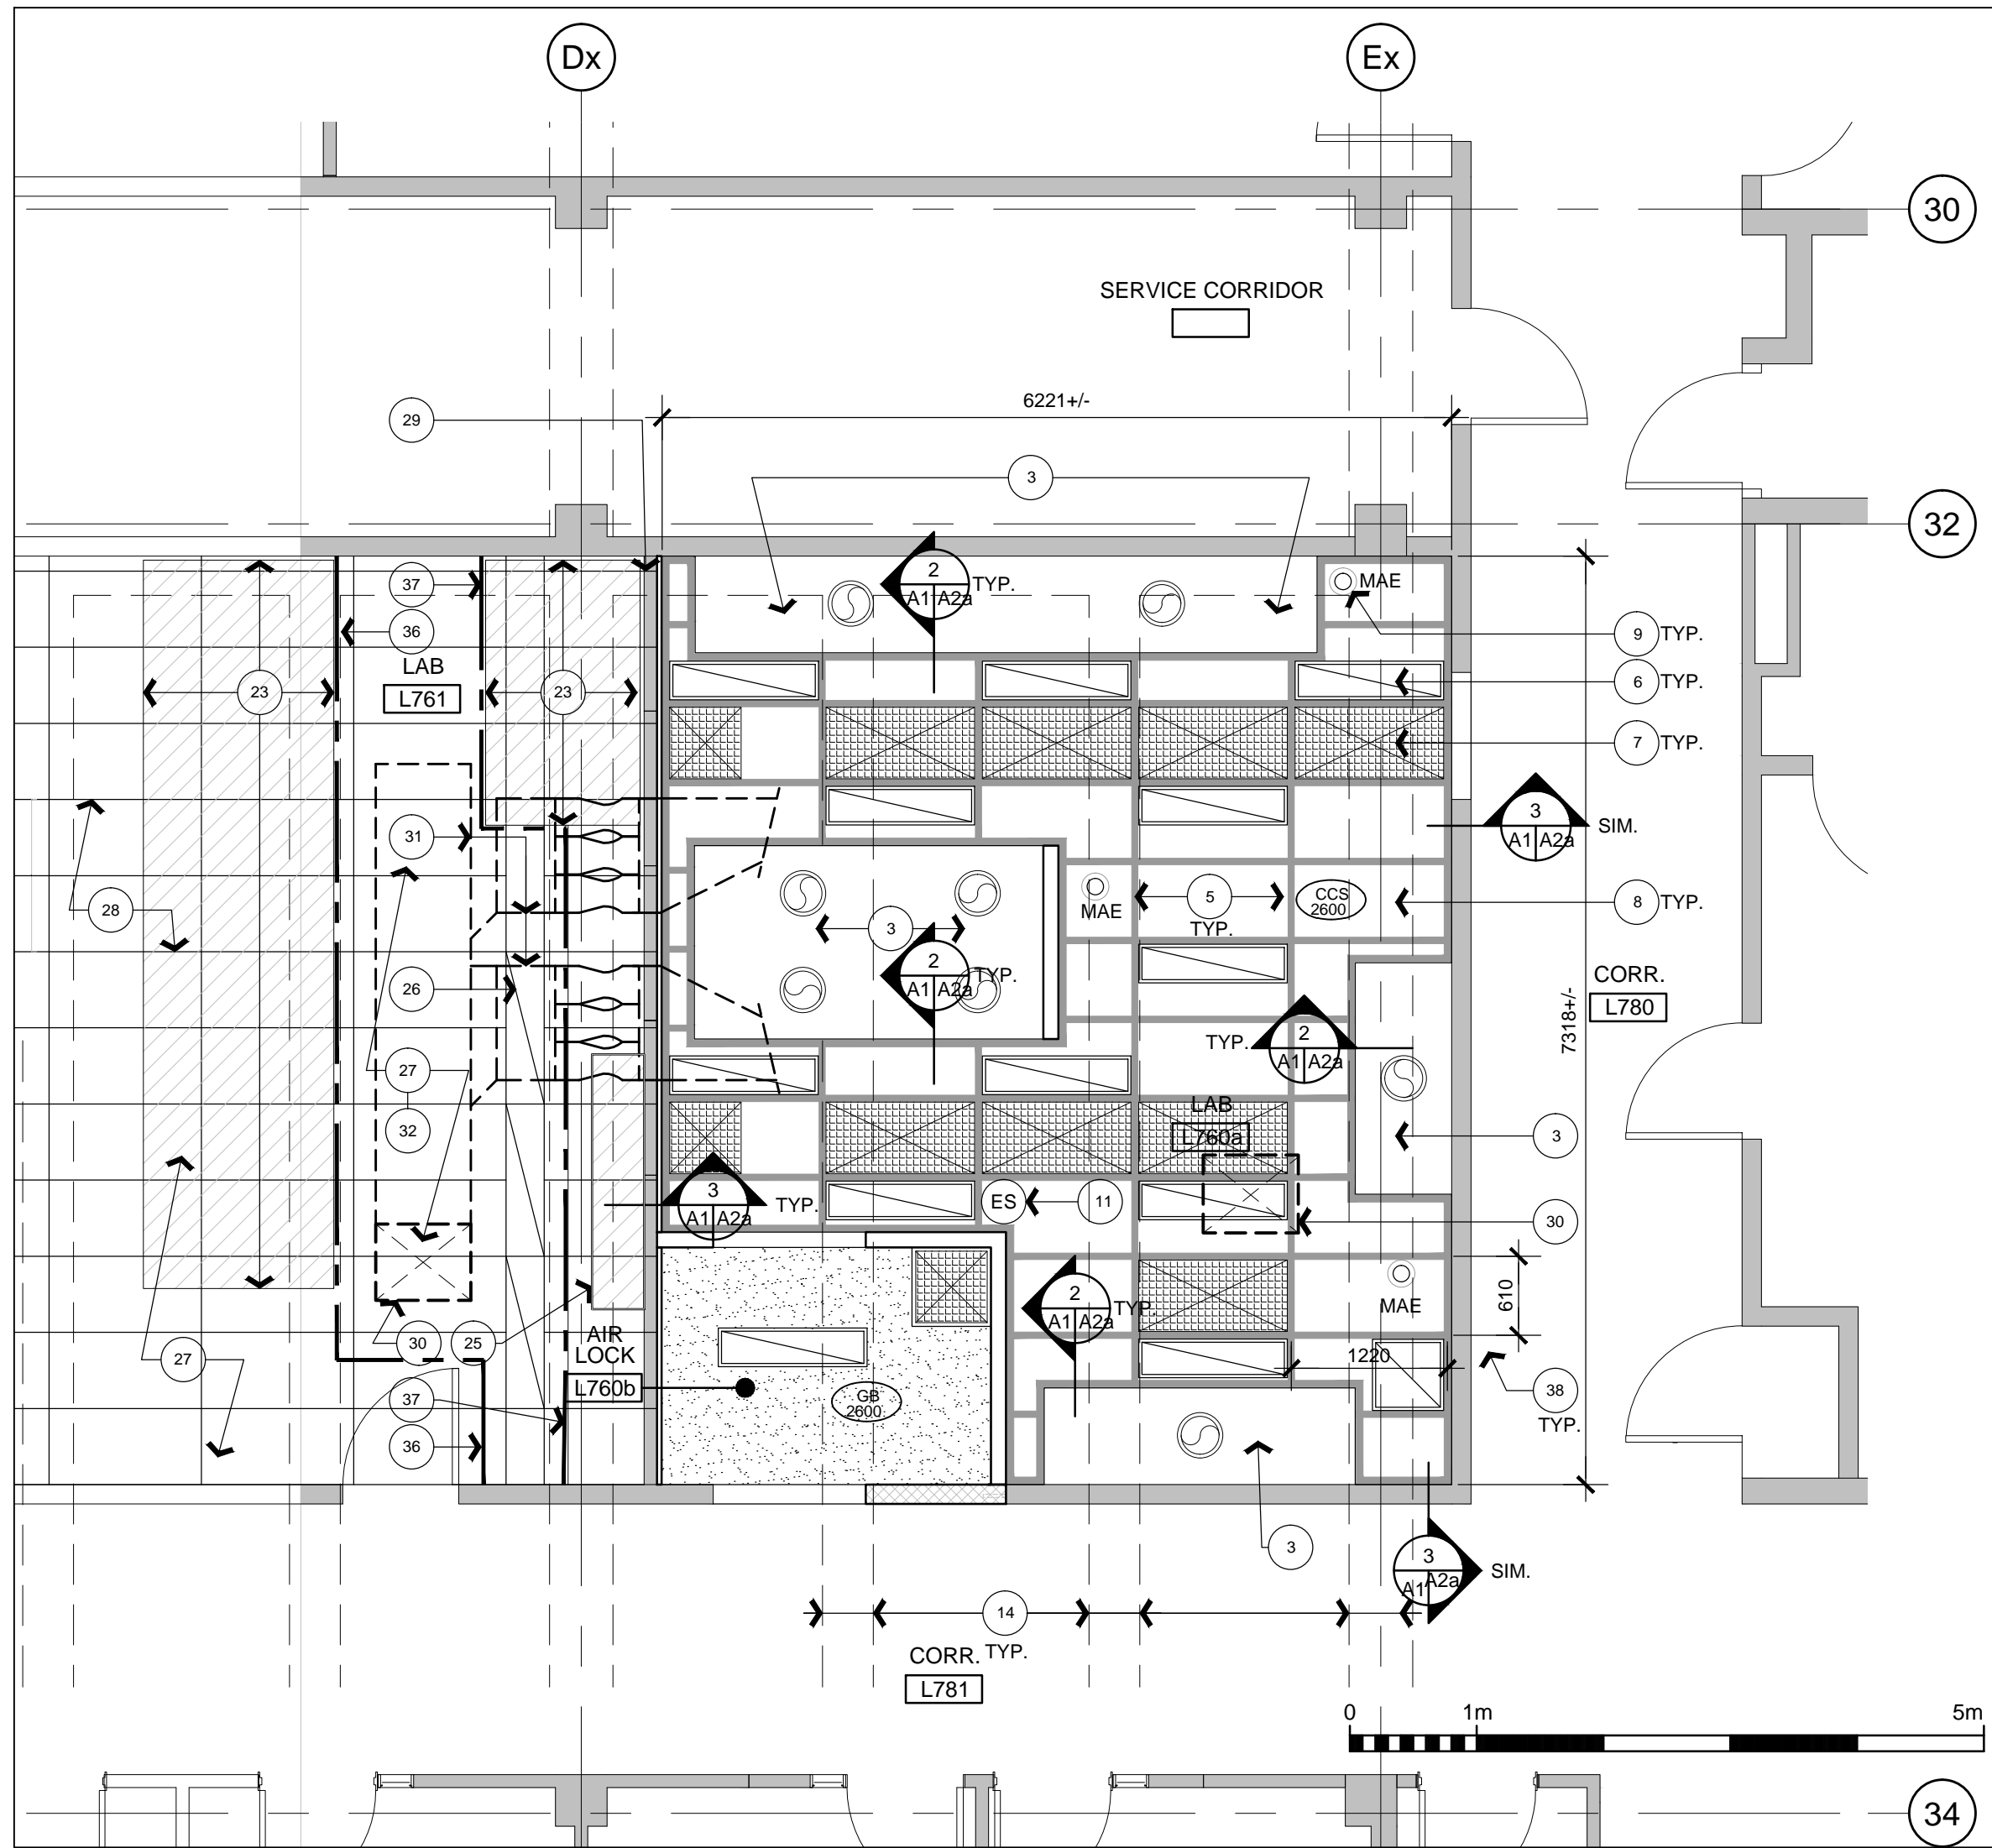 Dx
Ex
30
SERVICE CORRIDOR
6221+/-
29
3
32
37
2
A1 A2a
TYP.
MAE
36
9 TYP.
LAB
L761
23
23
6 TYP.
7 TYP.
3
A1 A2a
SIM.
31
28
3
MAE
5
TYP.
CCS
2600
8 TYP.
2
A1 A2a
TYP.
26
CORR.
L780
7318+/-
TYP.
2
A1 A2a
27
32
LAB
L760a
3
3
A1 A2a
TYP.
ES
11
30
2
A1 A2a
TYP.
MAE
610
27
30
25
AIR
LOCK
L760b
1220
38
TYP.
37
GB
2600
36
3
3
A1 A2a
SIM.
14
TYP.
CORR.
L781
0
1m
5m
34